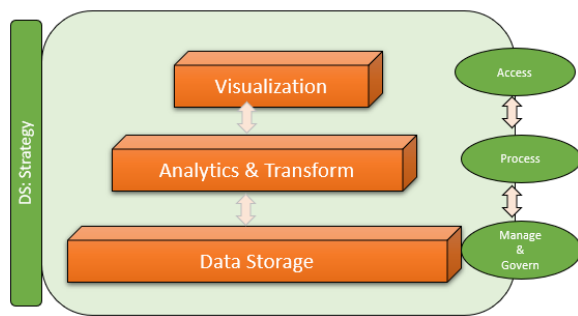 DS: Strategy
Visualization
Access
Analytics & Transform
Process
Data Storage
Manage
&
Govern